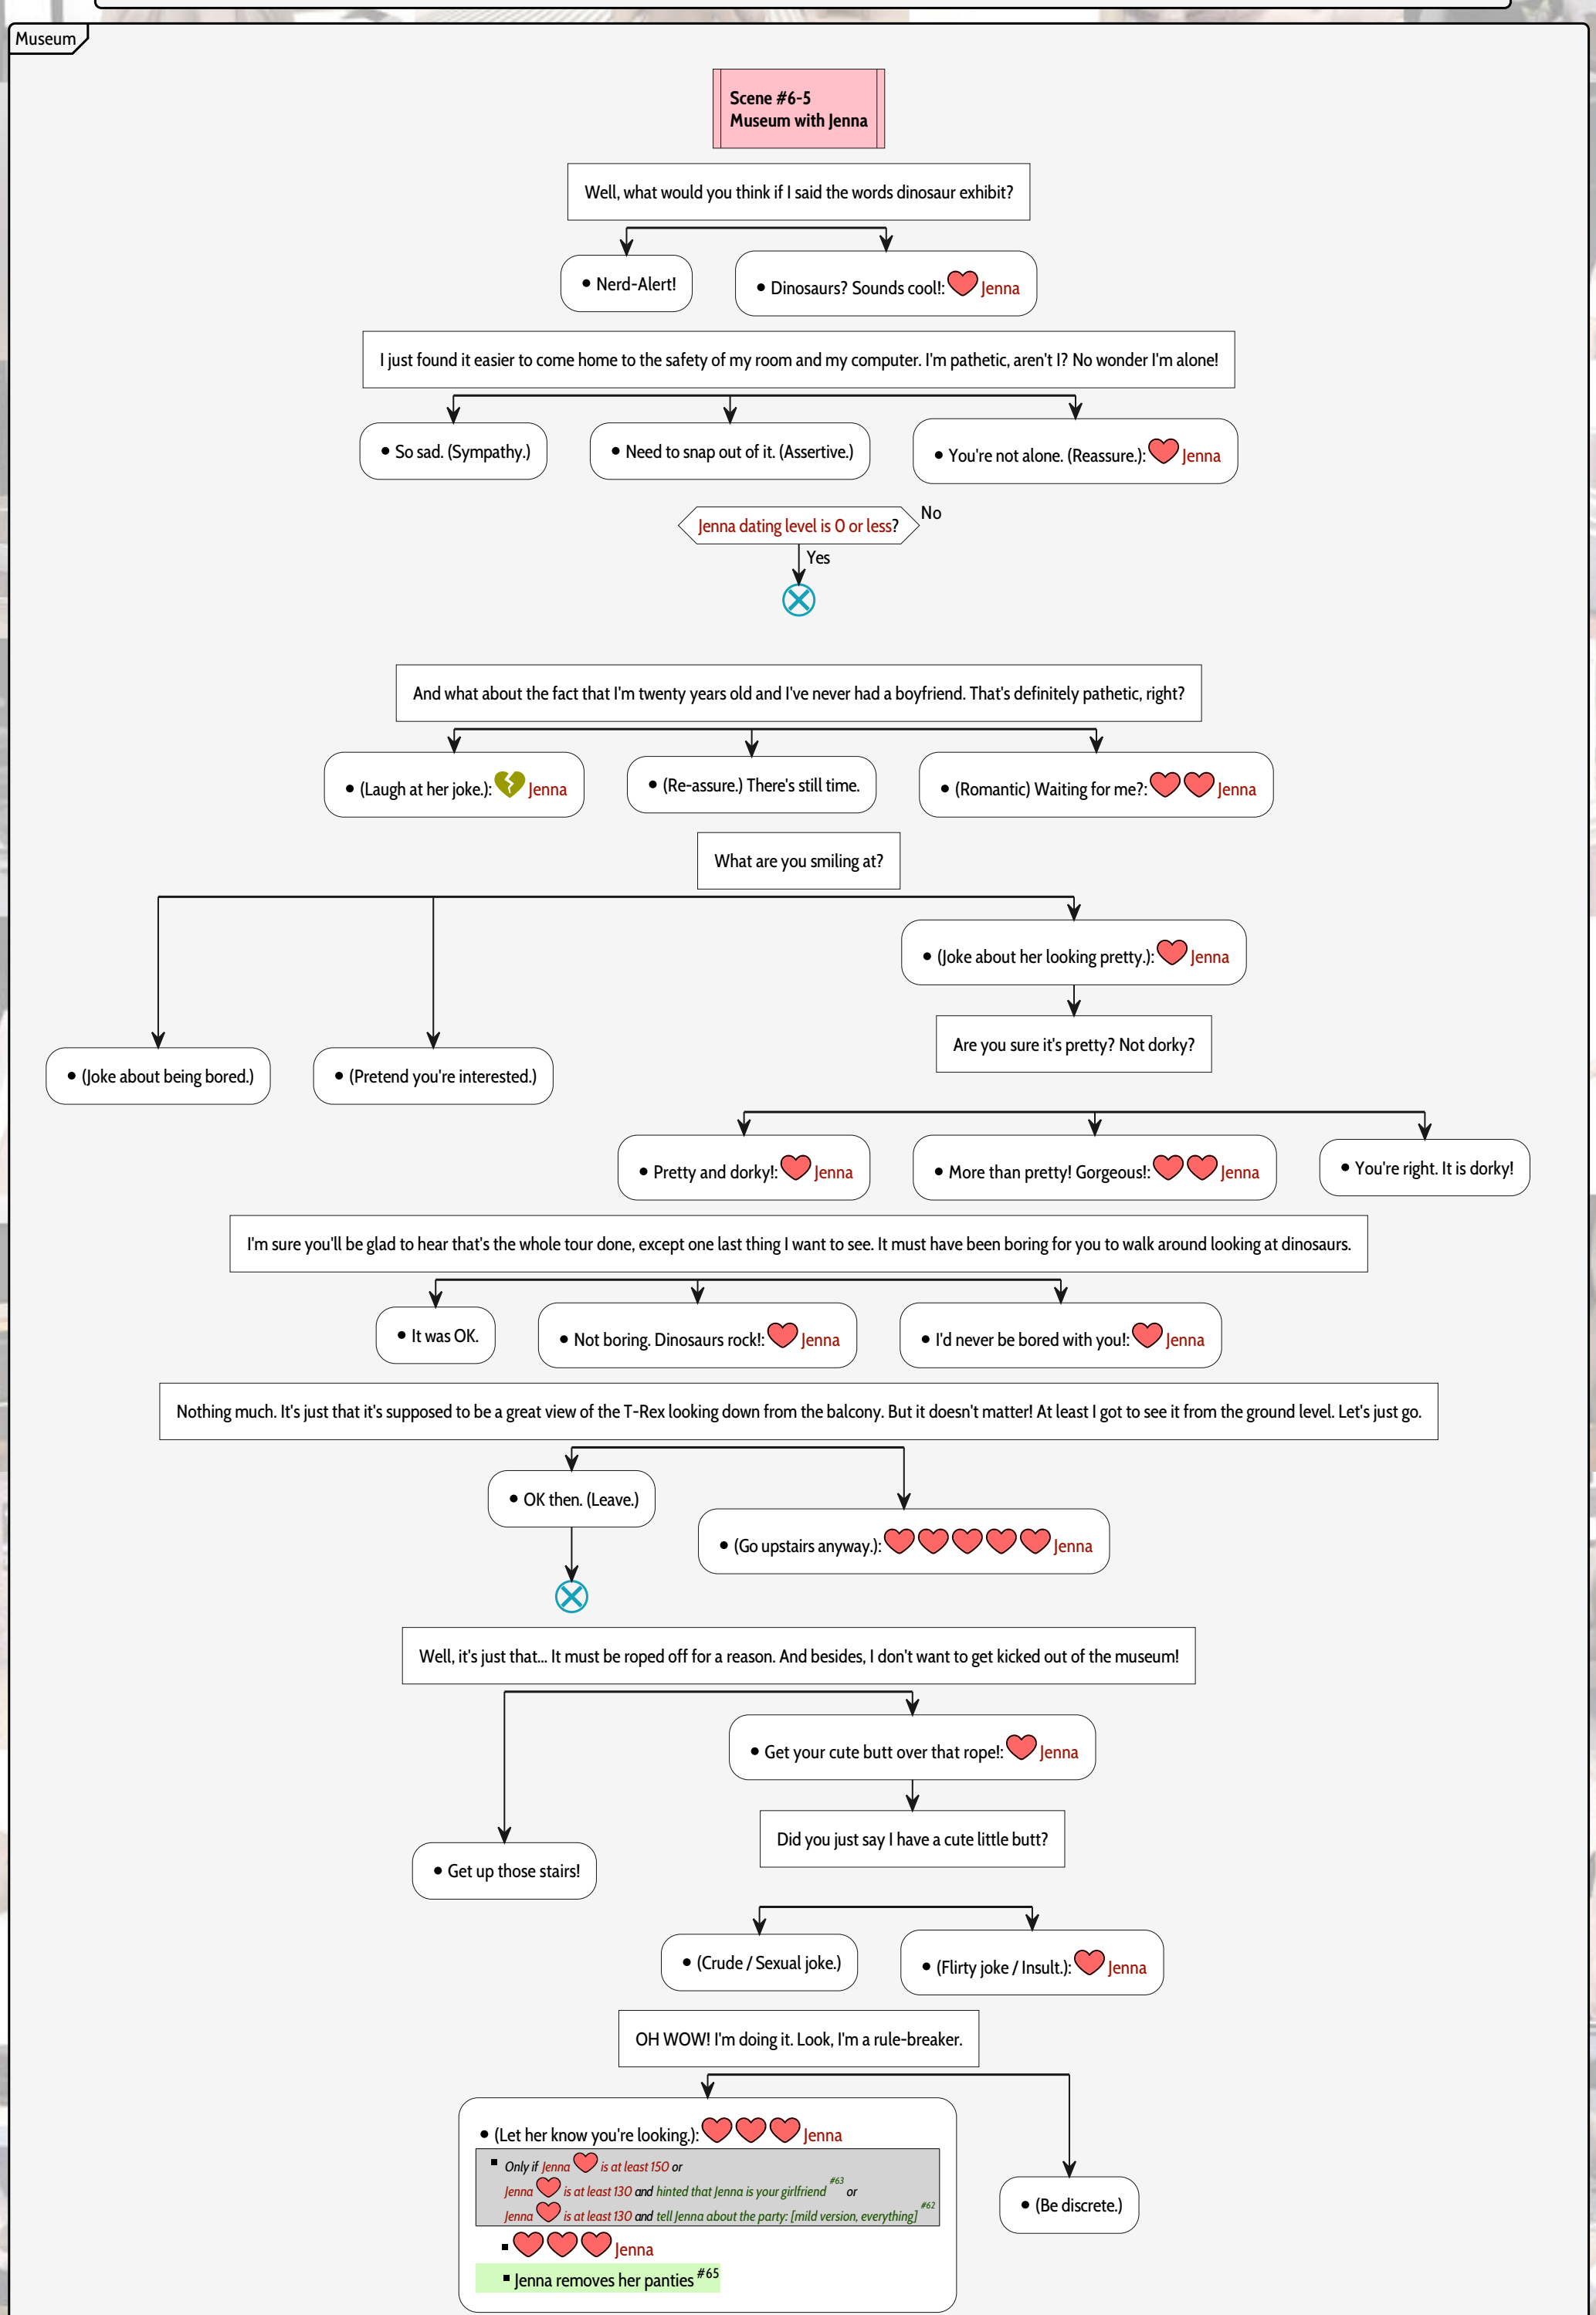 Museum
Scene #6-5
Museum with Jenna
Well, what would you think if I said the words dinosaur exhibit?
• Nerd-Alert!
• Dinosaurs? Sounds cool!: Jenna
I just found it easier to come home to the safety of my room and my computer. I'm pathetic, aren't I? No wonder I'm alone!
• So sad. (Sympathy.)
• Need to snap out of it. (Assertive.)
• You're not alone. (Reassure.): Jenna
Jenna dating level is 0 or less?
No
Yes
And what about the fact that I'm twenty years old and I've never had a boyfriend. That's definitely pathetic, right?
• (Laugh at her joke.): Jenna
• (Re-assure.) There's still time.
• (Romantic) Waiting for me?: Jenna
What are you smiling at?
• (Joke about her looking pretty.): Jenna
Are you sure it's pretty? Not dorky?
• (Joke about being bored.)
• (Pretend you're interested.)
• Pretty and dorky!: Jenna
• More than pretty! Gorgeous!: Jenna
• You're right. It is dorky!
I'm sure you'll be glad to hear that's the whole tour done, except one last thing I want to see. It must have been boring for you to walk around looking at dinosaurs.
• It was OK.
• Not boring. Dinosaurs rock!: Jenna
• I'd never be bored with you!: Jenna
Nothing much. It's just that it's supposed to be a great view of the T-Rex looking down from the balcony. But it doesn't matter! At least I got to see it from the ground level. Let's just go.
• OK then. (Leave.)
• (Go upstairs anyway.): Jenna
Well, it's just that... It must be roped off for a reason. And besides, I don't want to get kicked out of the museum!
• Get your cute butt over that rope!: Jenna
Did you just say I have a cute little butt?
• Get up those stairs!
• (Crude / Sexual joke.)
• (Flirty joke / Insult.): Jenna
OH WOW! I'm doing it. Look, I'm a rule-breaker.
• (Let her know you're looking.): Jenna
▪ Only if Jenna is at least 150 or
Jenna is at least 130 and hinted that Jenna is your girlfriend #63 or
Jenna is at least 130 and tell Jenna about the party: [mild version, everything] #62
▪ Jenna
▪ Jenna removes her panties #65
• (Be discrete.)